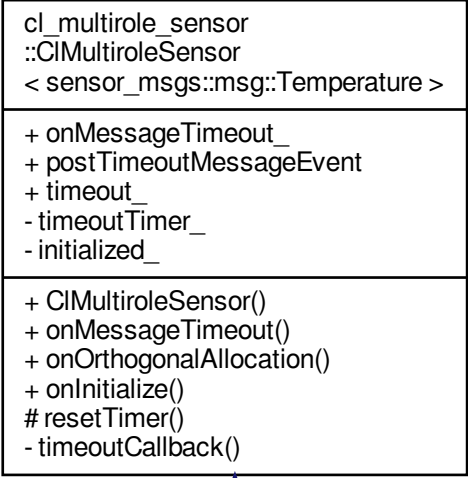 cl_multirole_sensor
::ClMultiroleSensor
< sensor_msgs::msg::Temperature >
+ onMessageTimeout_
+ postTimeoutMessageEvent
+ timeout_
- timeoutTimer_
- initialized_
+ ClMultiroleSensor()
+ onMessageTimeout()
+ onOrthogonalAllocation()
+ onInitialize()
# resetTimer()
- timeoutCallback()